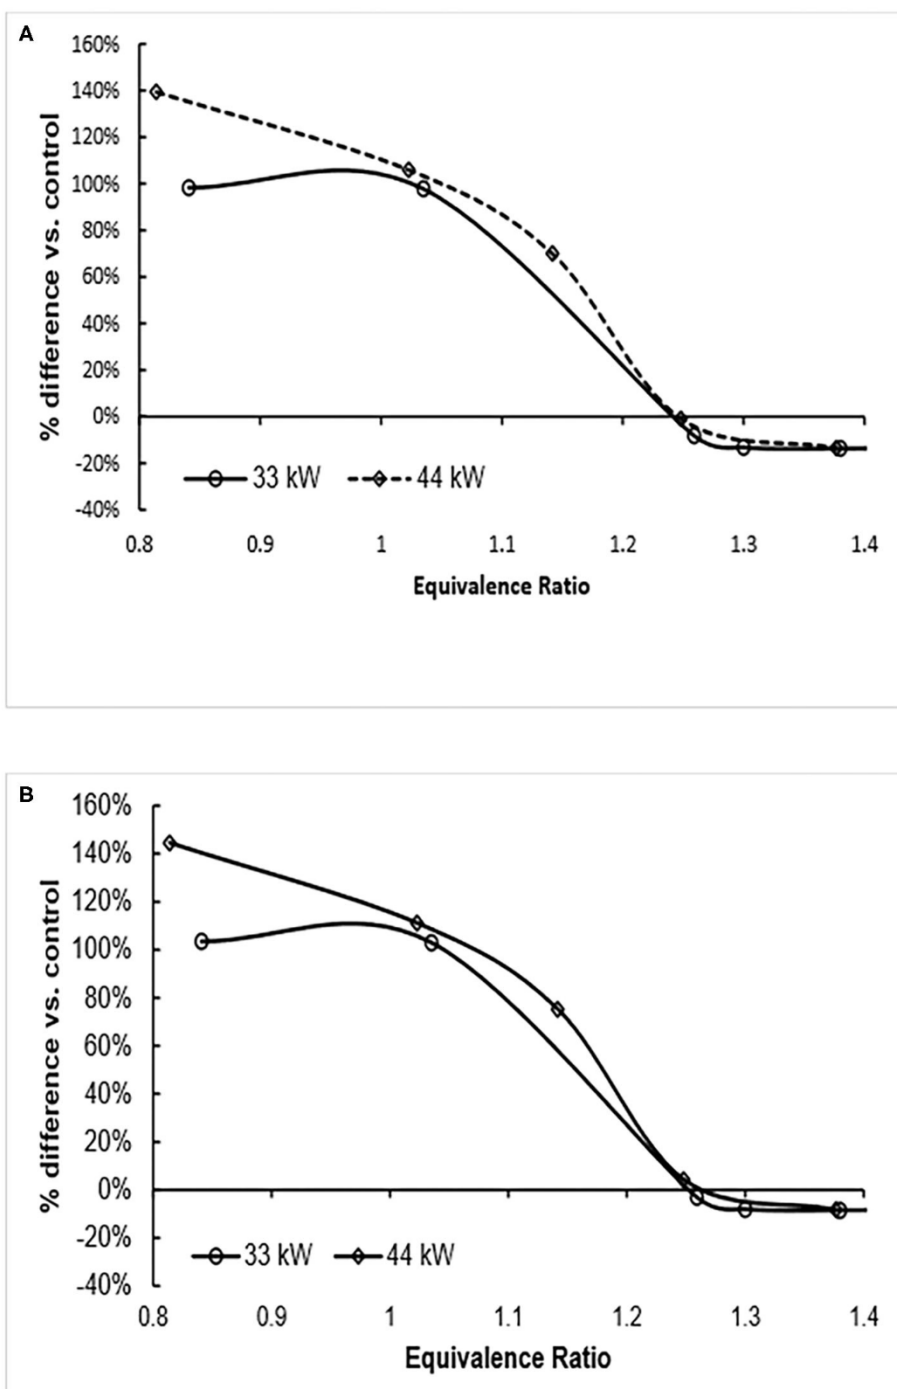 A
160%
140%
120%
100%
80%
60%
40%
20%
0%
-20%
-40%
% difference vs. control
33 kW 44 kW
0.8 0.9 1 1.1 1.2 1.3 1.4
Equivalence Ratio
B
160%
140%
120%
100%
80%
60%
40%
20%
0%
-20%
-40%
% difference vs. control
33 kW 44 kW
0.8 0.9 1 1.1 1.2 1.3 1.4
Equivalence Ratio